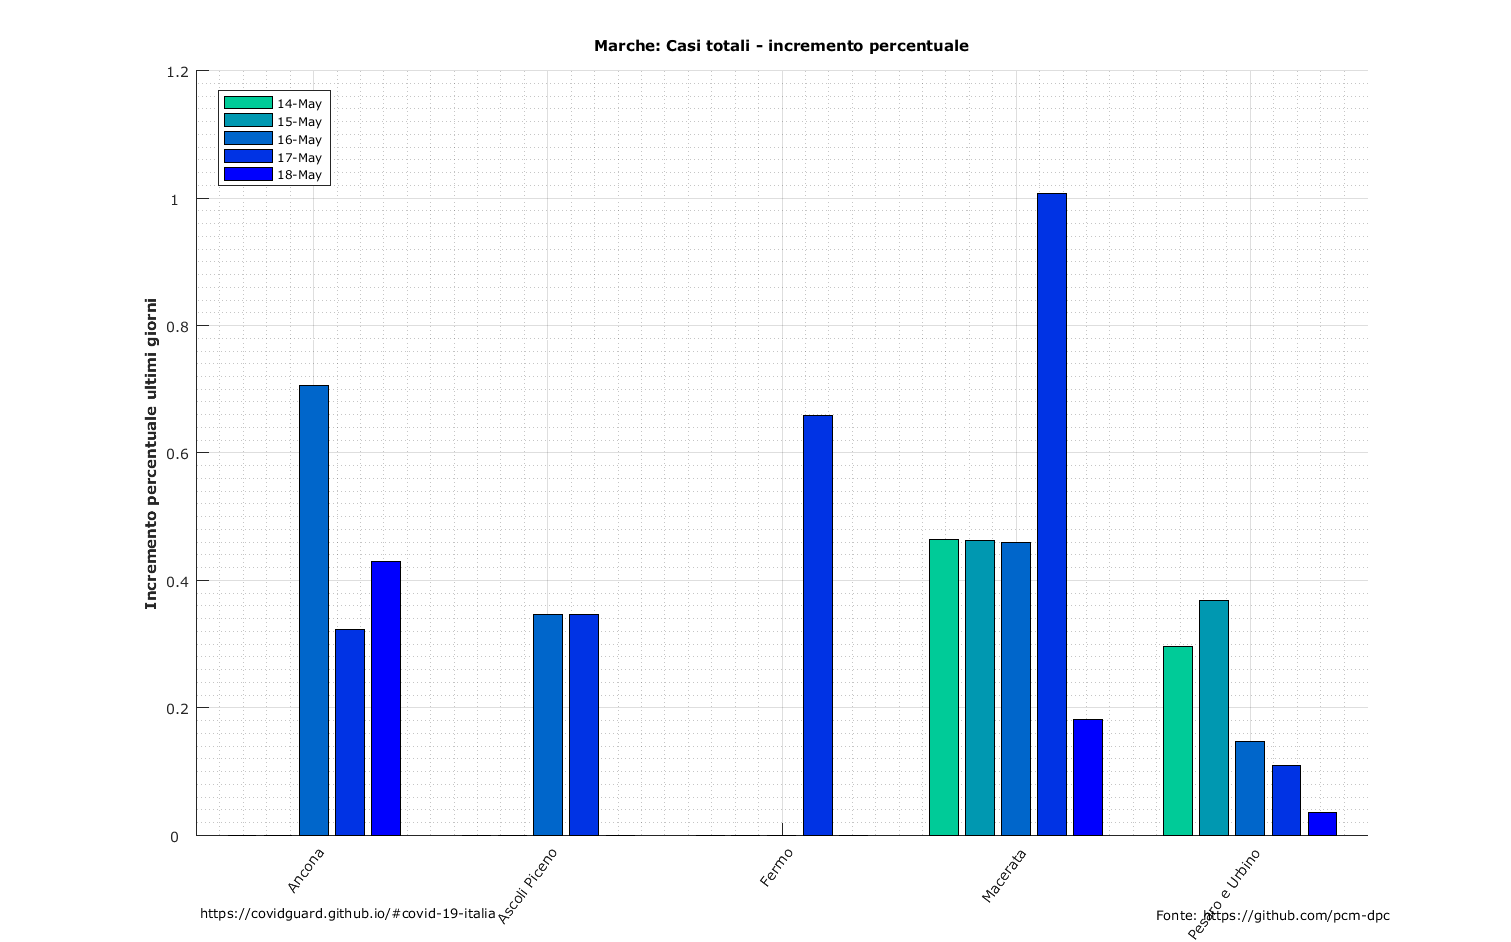 Marche: Casi totali - incremento percentuale
1.2
1
0.8
0.6
0.4
0.2
0
Incremento percentuale ultimi giorni
14-May
15-May
16-May
17-May
18-May
Ancona
Ascoli Piceno
Fermo
Macerata
Pesaro e Urbino
https://covidguard.github.io/#covid-19-italia
Fonte: https://github.com/pcm-dpc